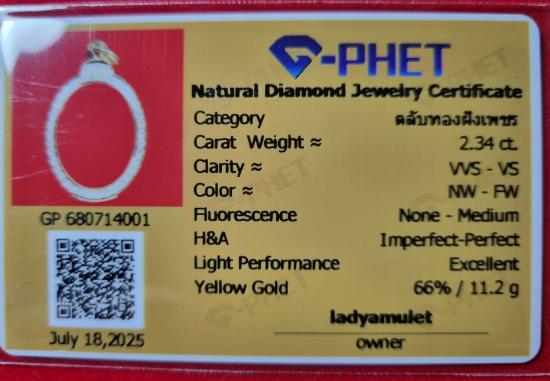 G-PHET
Natural Diamond Jewelry Certificate
Category ตลับทองฝังเพชร
Carat Weight ≈ 2.34 ct.
Clarity ≈ VVS - VS
Color ≈ NW - FW
Fluorescence None - Medium
H&A Imperfect-Perfect
Light Performance Excellent
Yellow Gold 66% / 11.2 g
GP 680714001
July 18,2025
ladyamulet
owner